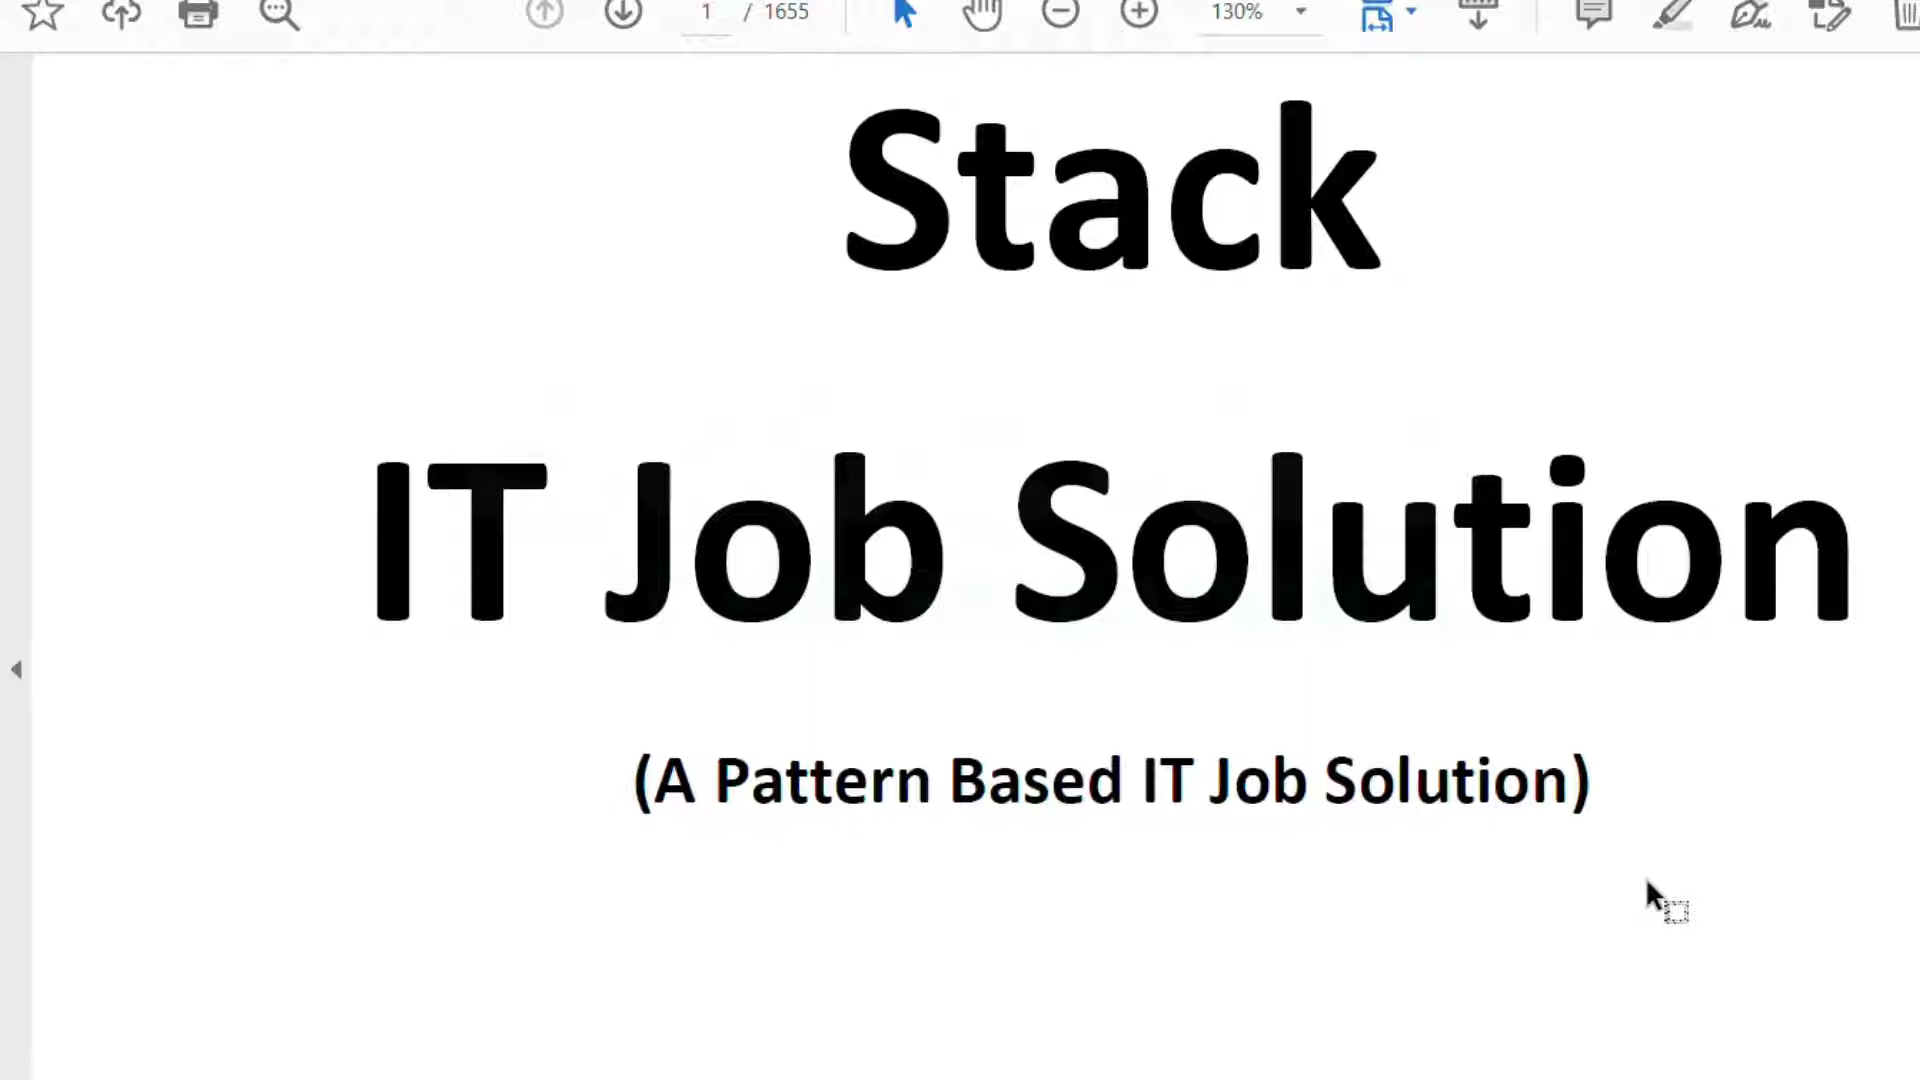 1 / 1655 130%
Stack
IT Job Solution
(A Pattern Based IT Job Solution)